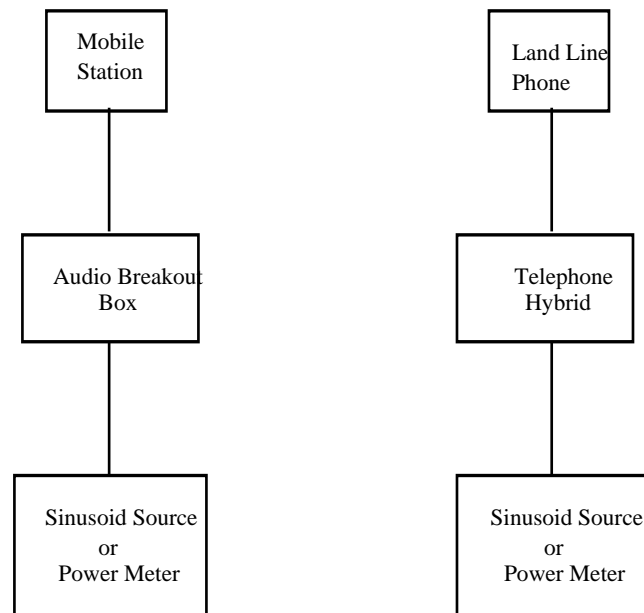 Mobile
Station
Land Line
Phone
Audio Breakout
Box
Telephone
Hybrid
Sinusoid Source
or
Power Meter
Sinusoid Source
or
Power Meter